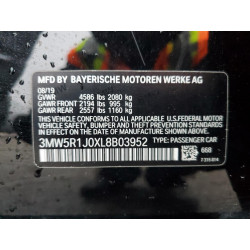 MFD BY BAYERISCHE MOTOREN WERKE AG
08/19
GVWR 4586 lbs 2080 kg
GAWR FRONT 2194 lbs 995 kg
GAWR REAR 2557 lbs 1160 kg
THIS VEHICLE CONFORMS TO ALL APPLICABLE U.S. FEDERAL MOTOR
VEHICLE SAFETY, BUMPER, AND THEFT PREVENTION STANDARDS IN
EFFECT ON THE DATE OF MANUFACTURE SHOWN ABOVE.
3MW5R1J0XL8B03952 TYPE: PASSENGER CAR
668